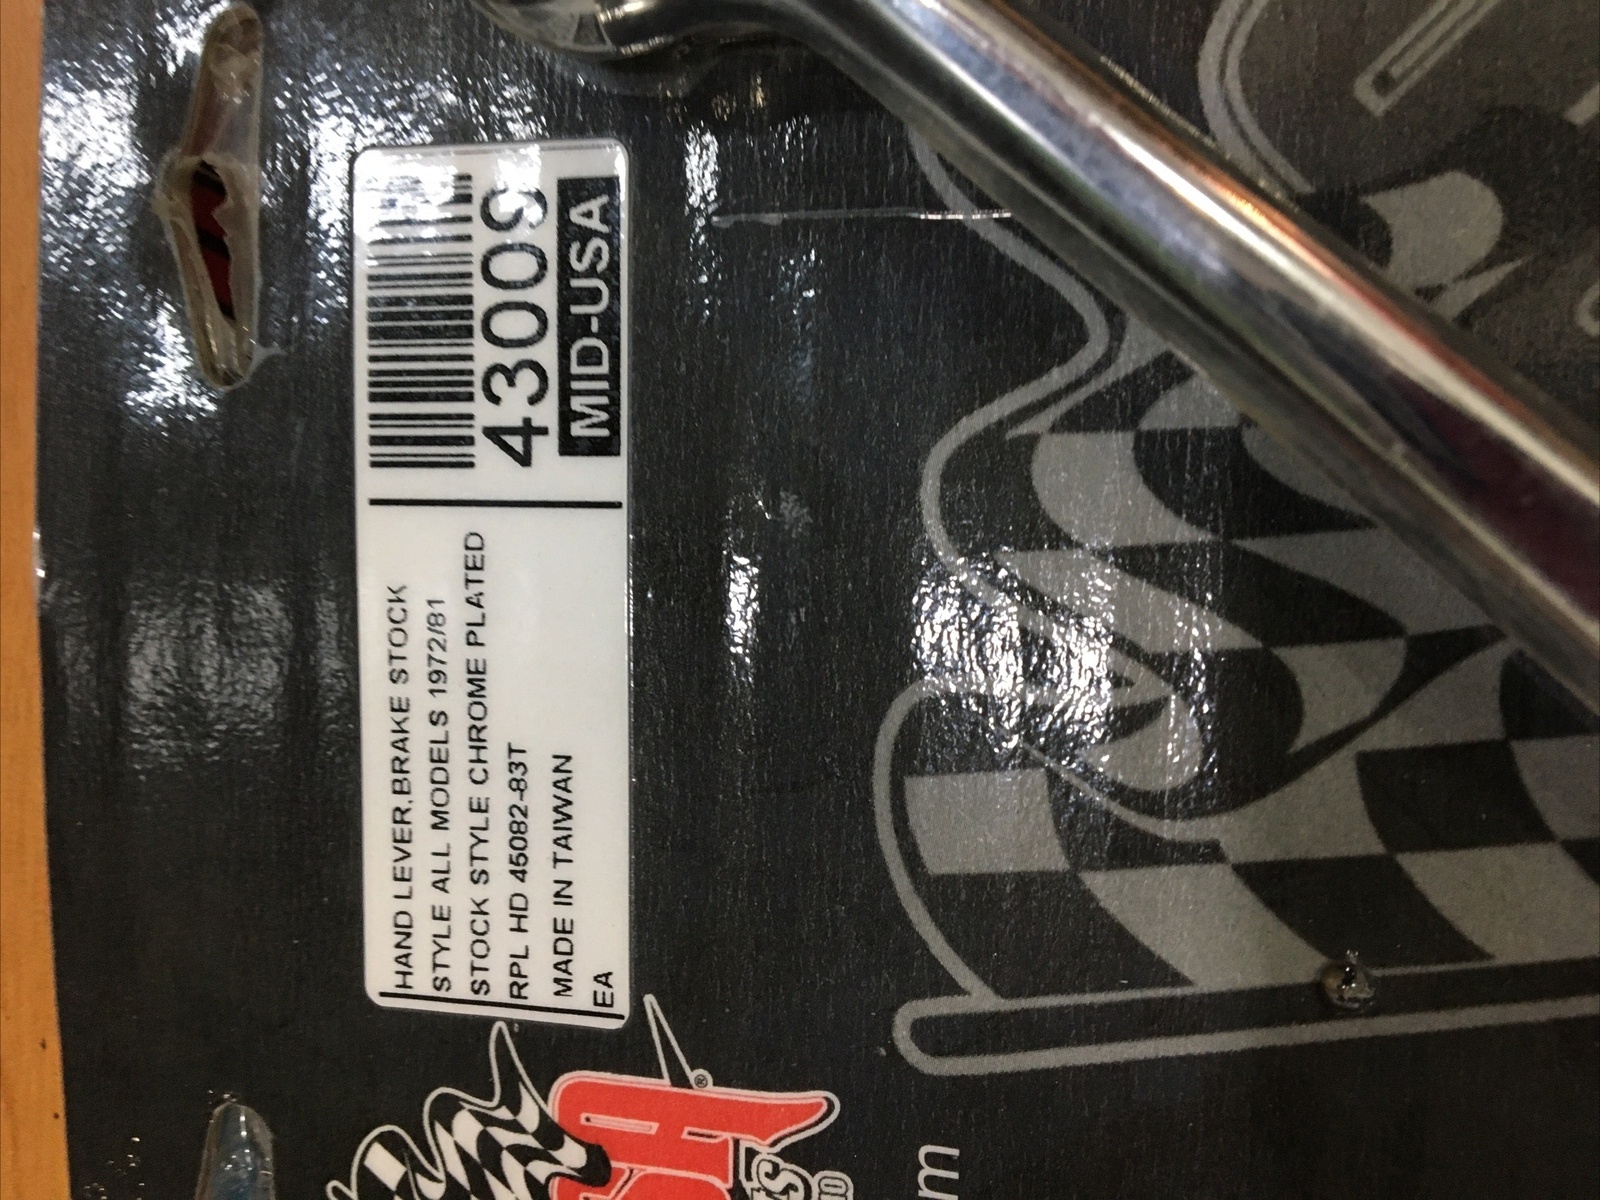 HAND LEVER,BRAKE STOCK
STYLE ALL MODELS 1972/81
STOCK STYLE CHROME PLATED
RPL HD 45082-83T
MADE IN TAIWAN
EA
43009
MID-USA
SA®
m